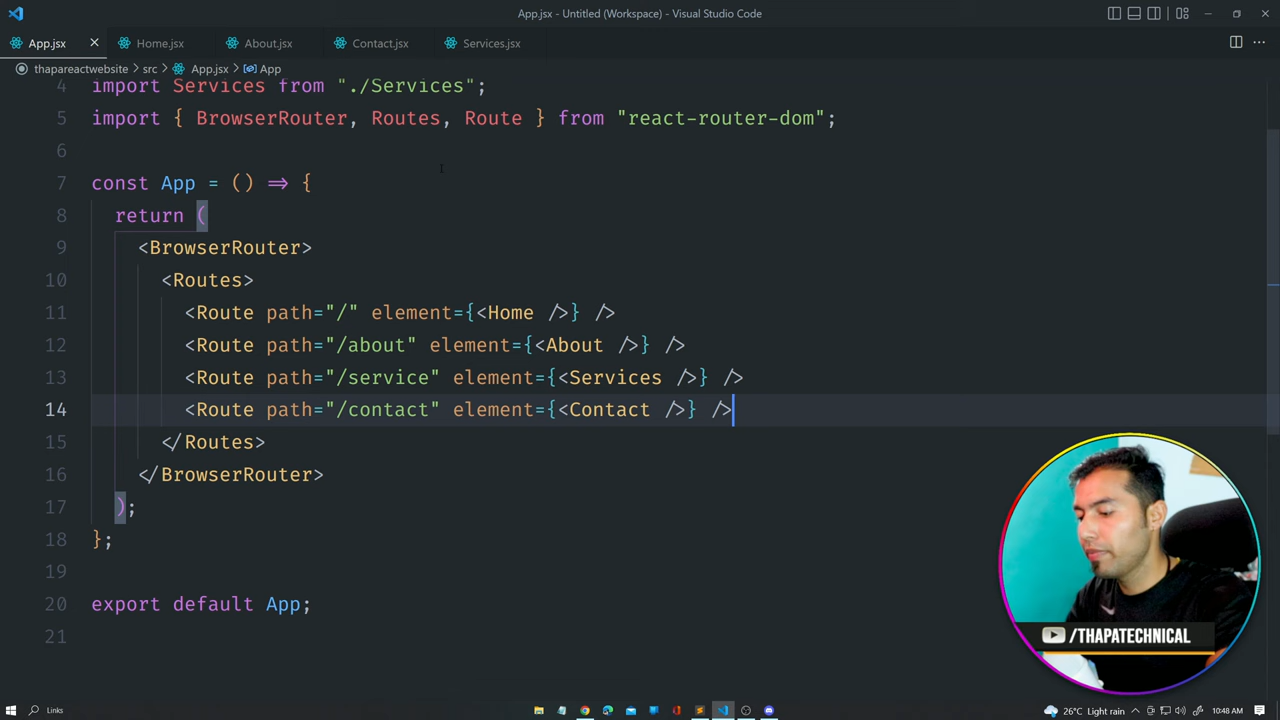 App.jsx - Untitled (Workspace) - Visual Studio Code
App.jsx Home.jsx About.jsx Contact.jsx Services.jsx
thapareactwebsite > src > App.jsx > App
4 import Services from "./Services";
5 import { BrowserRouter, Routes, Route } from "react-router-dom";
6
7 const App = () => {
8 return (
9 <BrowserRouter>
10 <Routes>
11 <Route path="/" element={<Home />} />
12 <Route path="/about" element={<About />} />
13 <Route path="/service" element={<Services />} />
14 <Route path="/contact" element={<Contact />} />
15 </Routes>
16 </BrowserRouter>
17 );
18 };
19
20 export default App;
21
/THAPATECHNICAL
Links
26°C Light rain
10:48 AM